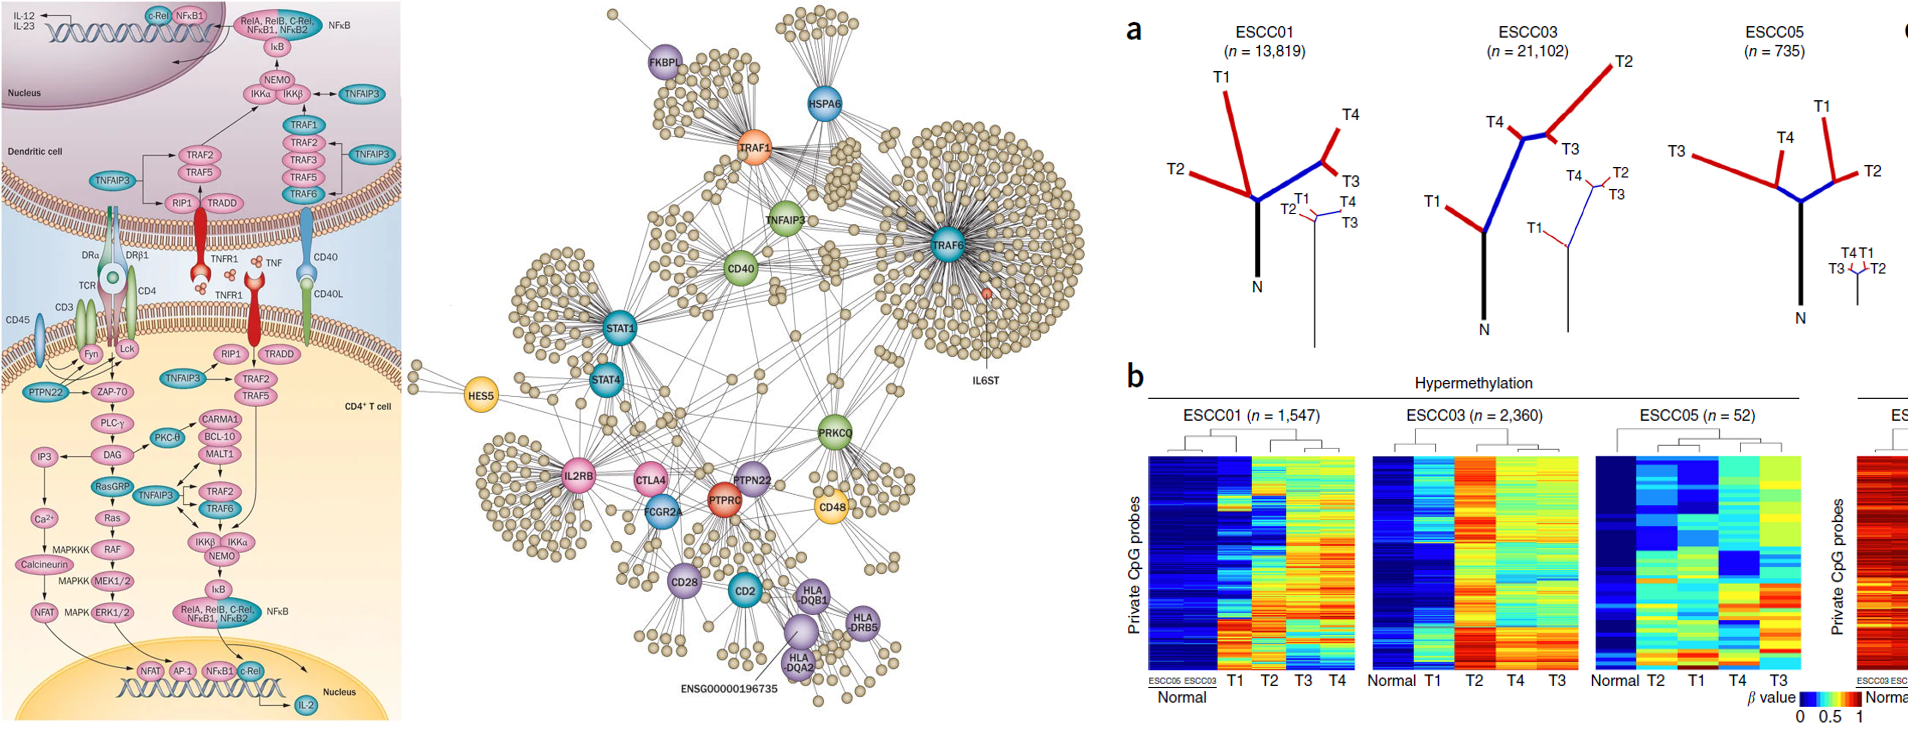 IL-12
IL-23
c-Rel
NFκB1
RelA, RelB, C-Rel,
NFκB1, NFκB2
NFκB
IκB
NEMO
IKKα
IKKβ
TNFAIP3
Nucleus
TRAF1
TRAF2
TRAF3
TRAF5
TRAF6
TNFAIP3
Dendritic cell
TRAF2
TRAF5
TNFAIP3
RIP1
TRADD
DRα
DRβ1
TNFR1
TNF
CD40
TCR
CD4
TNFR1
CD40L
CD3
CD45
Fyn
Lck
RIP1
TRADD
PTPN22
ZAP-70
TNFAIP3
TRAF2
TRAF5
CD4⁺ T cell
PLC-γ
CARMA1
PKC-θ
BCL-10
IP3
DAG
MALT1
RasGRP
TNFAIP3
TRAF2
TRAF6
Ca²⁺
Ras
IKKβ
IKKα
MAPKKK
RAF
NEMO
Calcineurin
MAPKK
MEK1/2
IκB
NFAT
MAPK
ERK1/2
RelA, RelB, C-Rel,
NFκB1, NFκB2
NFκB
NFAT
AP-1
NFκB1
c-Rel
Nucleus
IL-2
FKBPL
HSPA6
TRAF1
TNFAIP3
TRAF6
CD40
STAT1
IL6ST
STAT4
HES5
PRKCQ
IL2RB
CTLA4
PTPN22
PTPRC
FCGR2A
CD48
CD28
CD2
HLA
-DQB1
HLA
-DRB5
HLA
-DQA2
ENSG00000196735
a
ESCC01
(n = 13,819)
T1
T2
T4
T3
N
T2
T1
T4
T3
ESCC03
(n = 21,102)
T2
T4
T3
T1
N
T4
T2
T3
T1
ESCC05
(n = 735)
T1
T4
T3
T2
N
T4 T1
T3
T2
c
b
Hypermethylation
ESCC01 (n = 1,547)
ESCC03 (n = 2,360)
ESCC05 (n = 52)
ES
Private CpG probes
Private CpG probes
ESCC05 ESCC03
T1 T2 T3 T4
Normal
Normal T1 T2 T4 T3
Normal T2 T1 T4 T3
ESCC03 ESC
Norma
β value
0 0.5 1